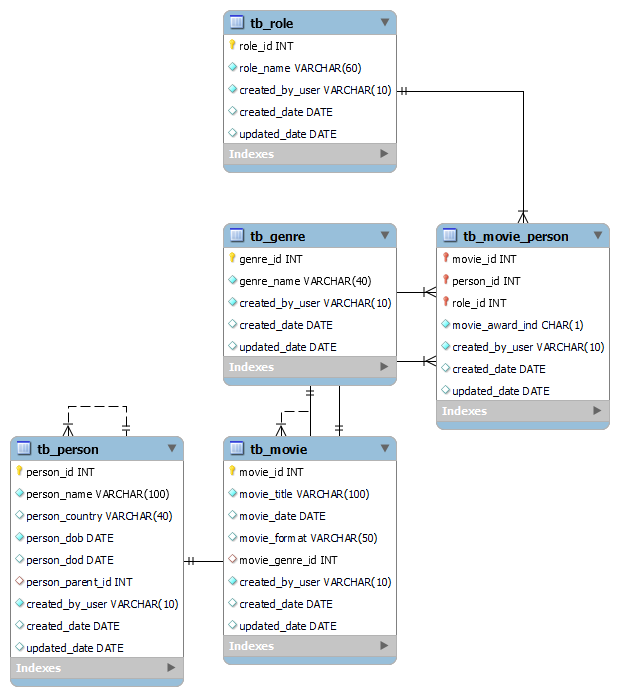 tb_role
role_id INT
role_name VARCHAR(60)
created_by_user VARCHAR(10)
created_date DATE
updated_date DATE
Indexes
tb_genre
genre_id INT
genre_name VARCHAR(40)
created_by_user VARCHAR(10)
created_date DATE
updated_date DATE
Indexes
tb_movie_person
movie_id INT
person_id INT
role_id INT
movie_award_ind CHAR(1)
created_by_user VARCHAR(10)
created_date DATE
updated_date DATE
Indexes
tb_person
person_id INT
person_name VARCHAR(100)
person_country VARCHAR(40)
person_dob DATE
person_dod DATE
person_parent_id INT
created_by_user VARCHAR(10)
created_date DATE
updated_date DATE
Indexes
tb_movie
movie_id INT
movie_title VARCHAR(100)
movie_date DATE
movie_format VARCHAR(50)
movie_genre_id INT
created_by_user VARCHAR(10)
created_date DATE
updated_date DATE
Indexes